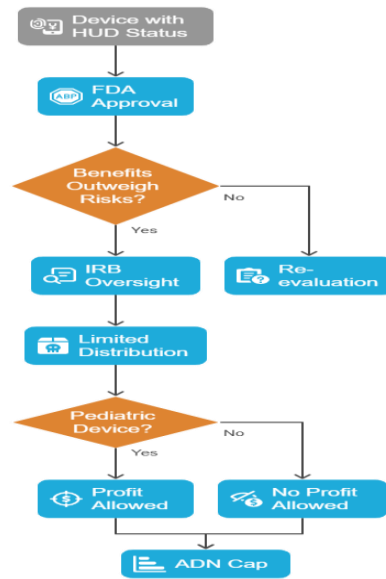 Device with
HUD Status
ABP
FDA
Approval
Benefits
Outweigh
Risks?
No
Yes
IRB
Oversight
Re-
evaluation
Limited
Distribution
Pediatric
Device?
No
Yes
Profit
Allowed
No Profit
Allowed
ADN Cap